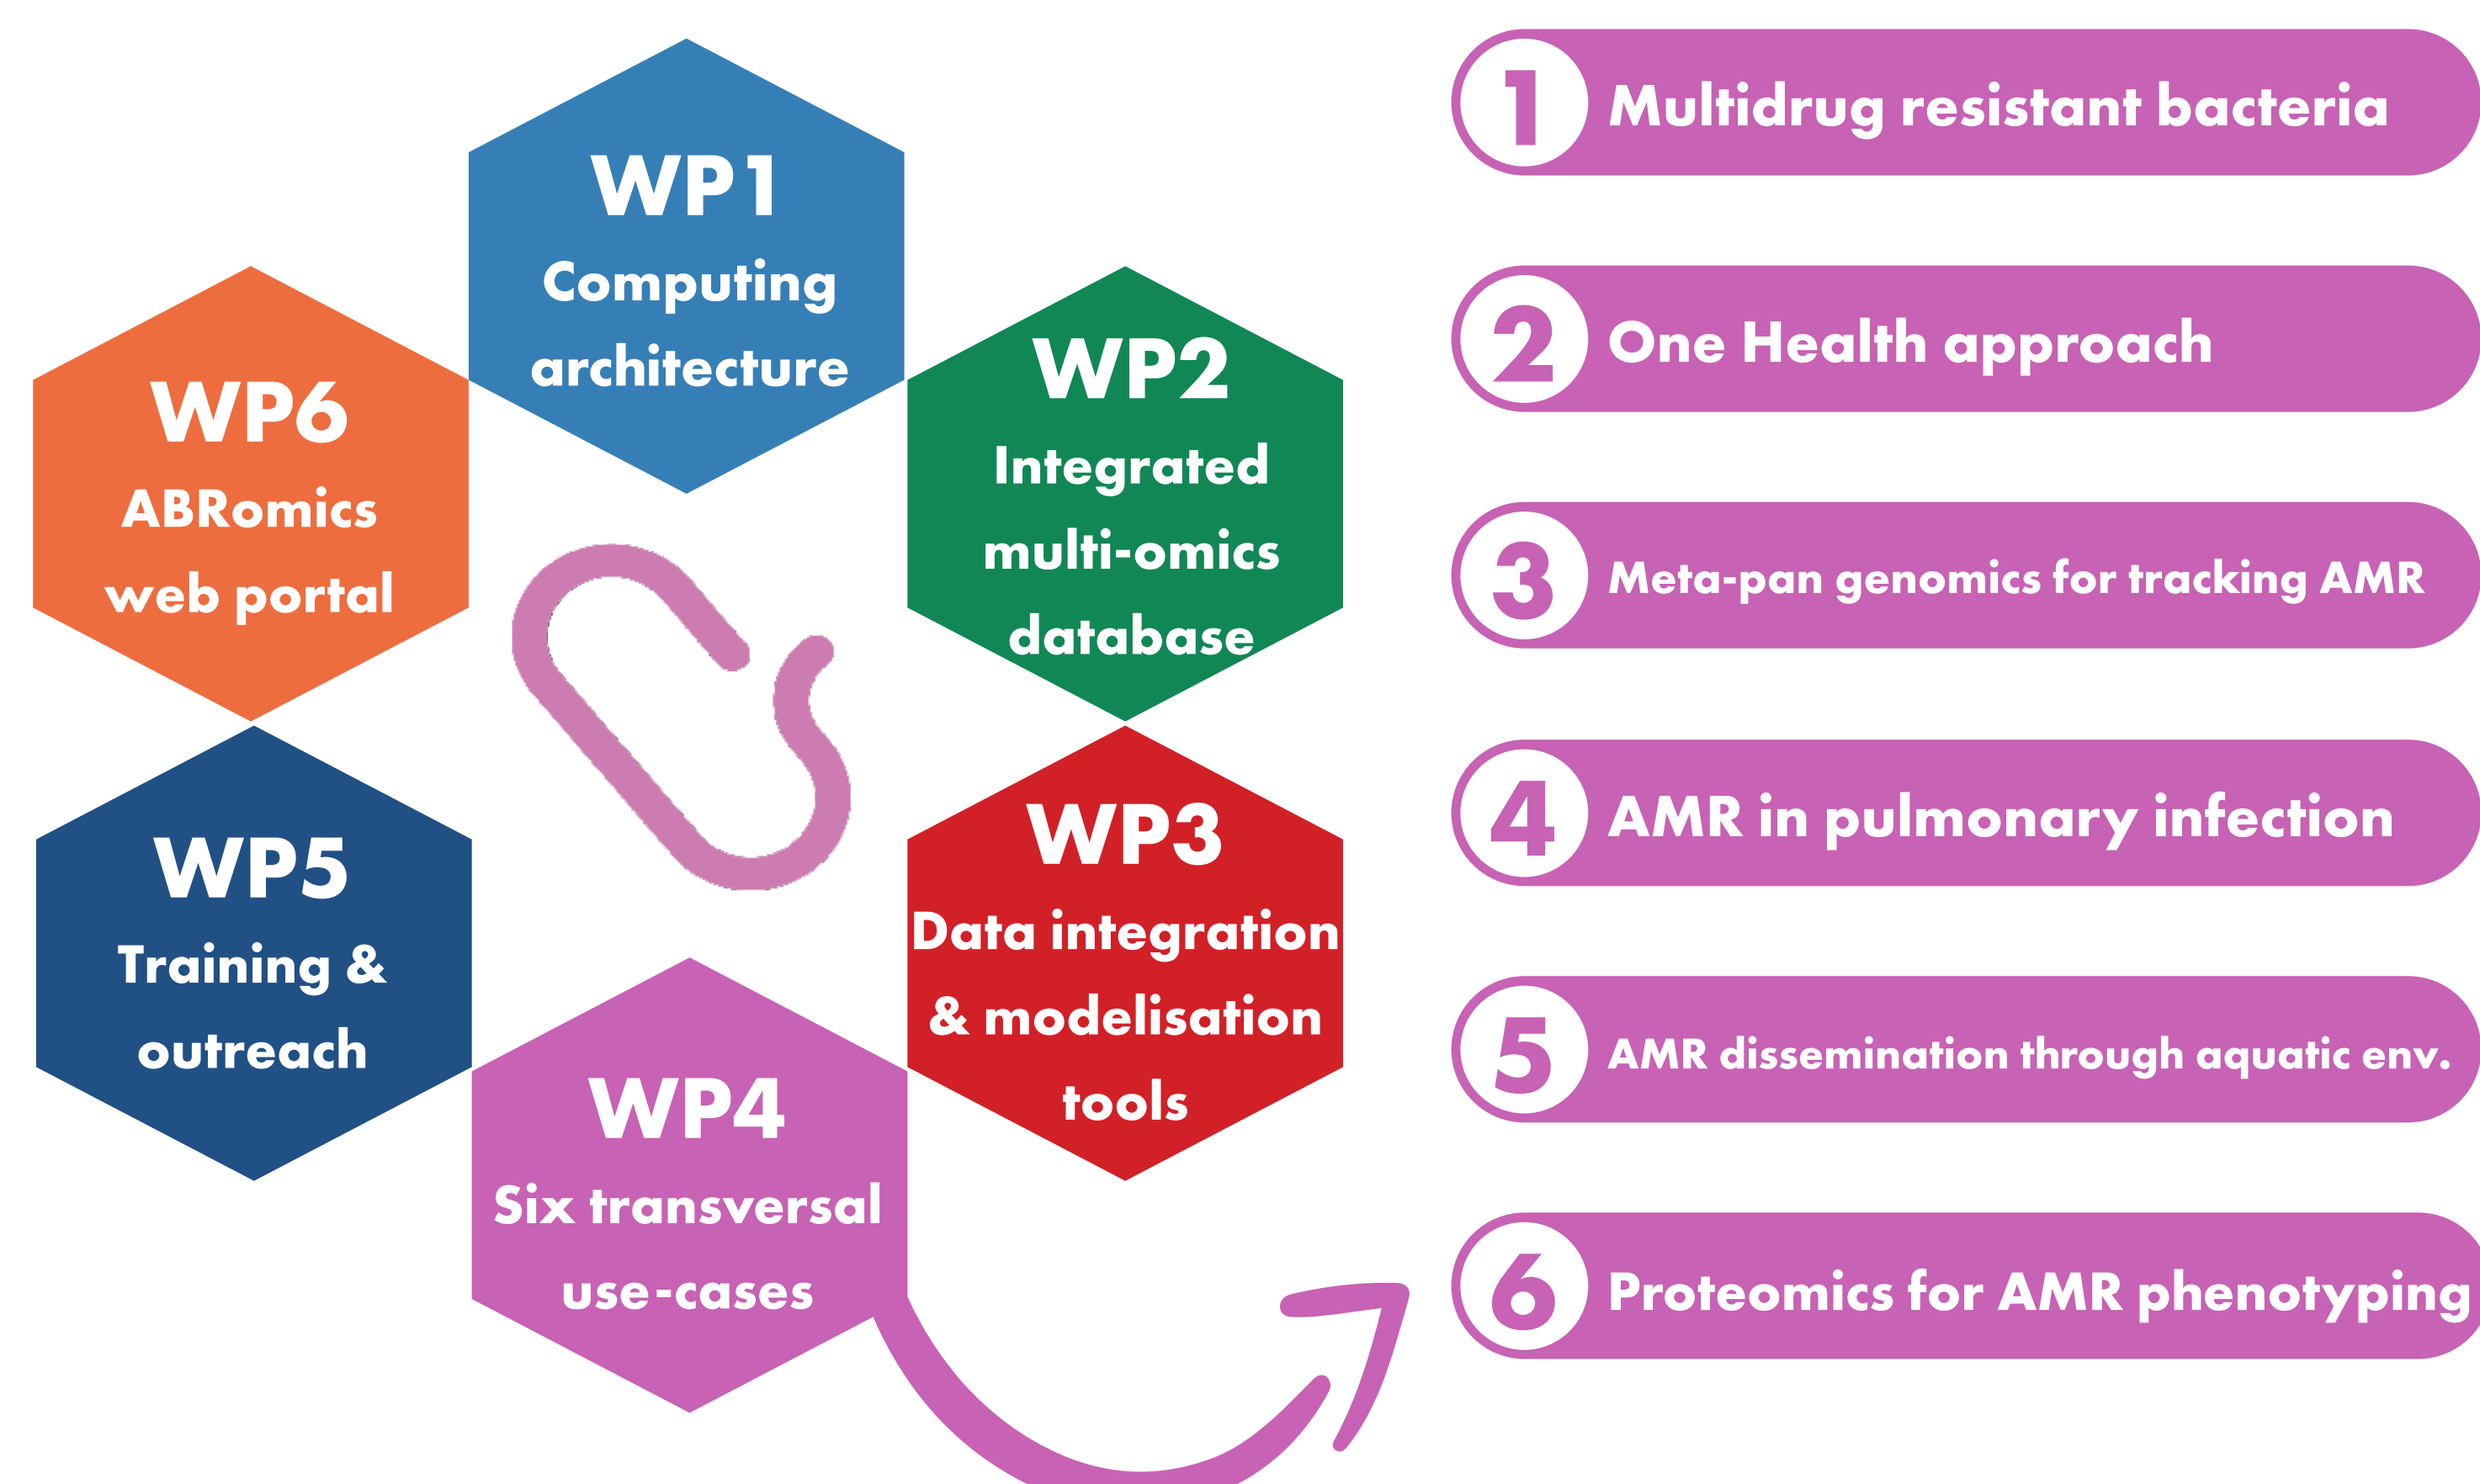 WP1
Computing
architecture
WP2
Integrated
multi-omics
database
WP3
Data integration
& modelisation
tools
WP4
Six transversal
use-cases
WP5
Training &
outreach
WP6
ABRomics
web portal
1 Multidrug resistant bacteria
2 One Health approach
3 Meta-pan genomics for tracking AMR
4 AMR in pulmonary infection
5 AMR dissemination through aquatic env.
6 Proteomics for AMR phenotyping